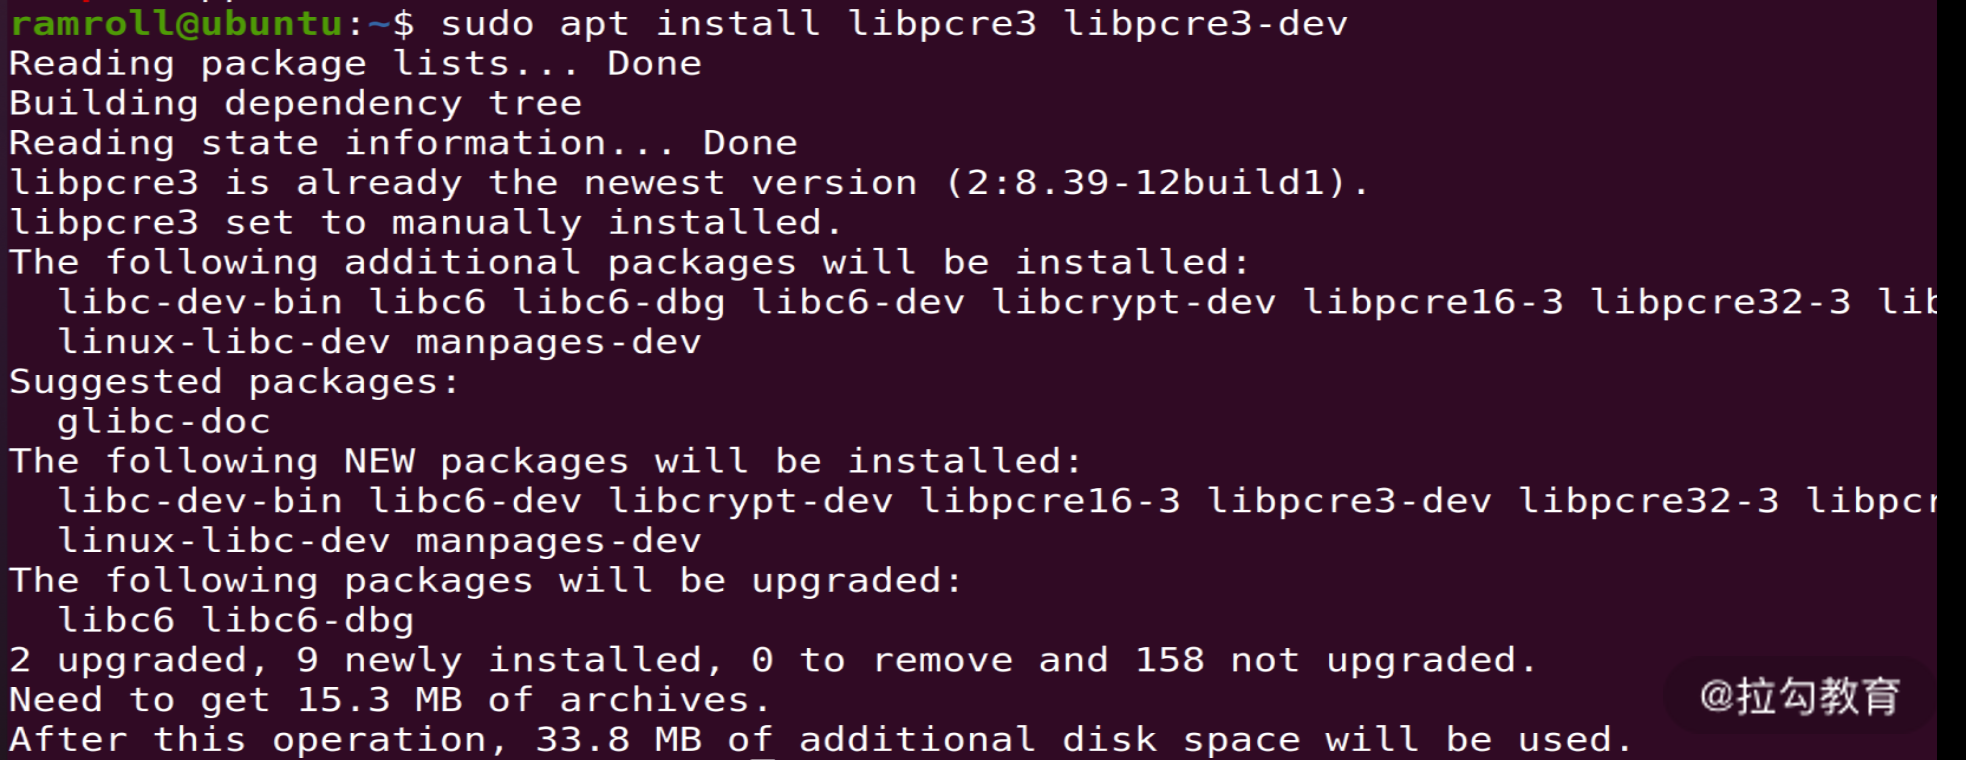 ramroll@ubuntu:~$ sudo apt install libpcre3 libpcre3-dev
Reading package lists... Done
Building dependency tree
Reading state information... Done
libpcre3 is already the newest version (2:8.39-12build1).
libpcre3 set to manually installed.
The following additional packages will be installed:
  libc-dev-bin libc6 libc6-dbg libc6-dev libcrypt-dev libpcre16-3 libpcre32-3
  linux-libc-dev manpages-dev
Suggested packages:
  glibc-doc
The following NEW packages will be installed:
  libc-dev-bin libc6-dev libcrypt-dev libpcre16-3 libpcre3-dev libpcre32-3
  linux-libc-dev manpages-dev
The following packages will be upgraded:
  libc6 libc6-dbg
2 upgraded, 9 newly installed, 0 to remove and 158 not upgraded.
Need to get 15.3 MB of archives.
@拉勾教育
After this operation, 33.8 MB of additional disk space will be used.